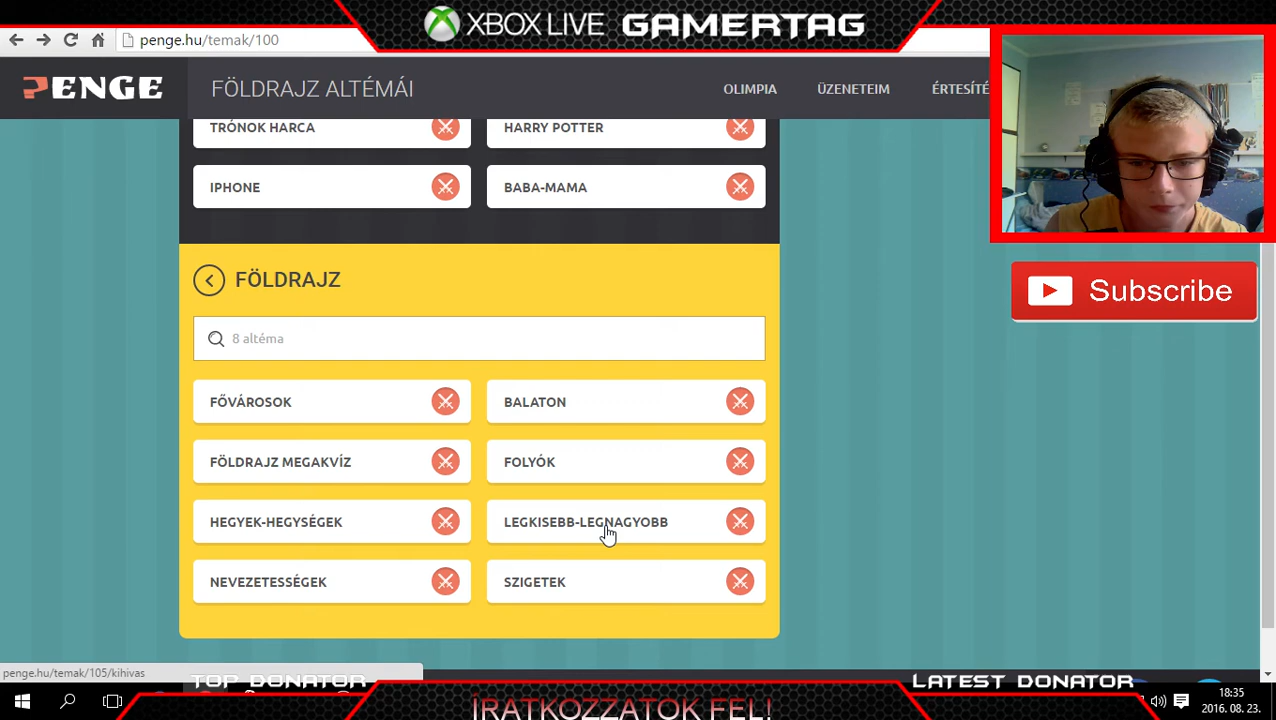 XBOX LIVE GAMERTAG
penge.hu/temak/100
PENGE
FÖLDRAJZ ALTÉMÁI
OLIMPIA
ÜZENETEIM
TRÓNOK HARCA
HARRY POTTER
IPHONE
BABA-MAMA
FÖLDRAJZ
8 altéma
FŐVÁROSOK
BALATON
FÖLDRAJZ MEGAKVÍZ
FOLYÓK
HEGYEK-HEGYSÉGEK
LEGKISEBB-LEGNAGYOBB
NEVEZETESSÉGEK
SZIGETEK
Subscribe
penge.hu/temak/105/kihivas
TOP DONATOR
LATEST DONATOR
İRATKOZZATOK FEL!
18:35
2016. 08. 23.